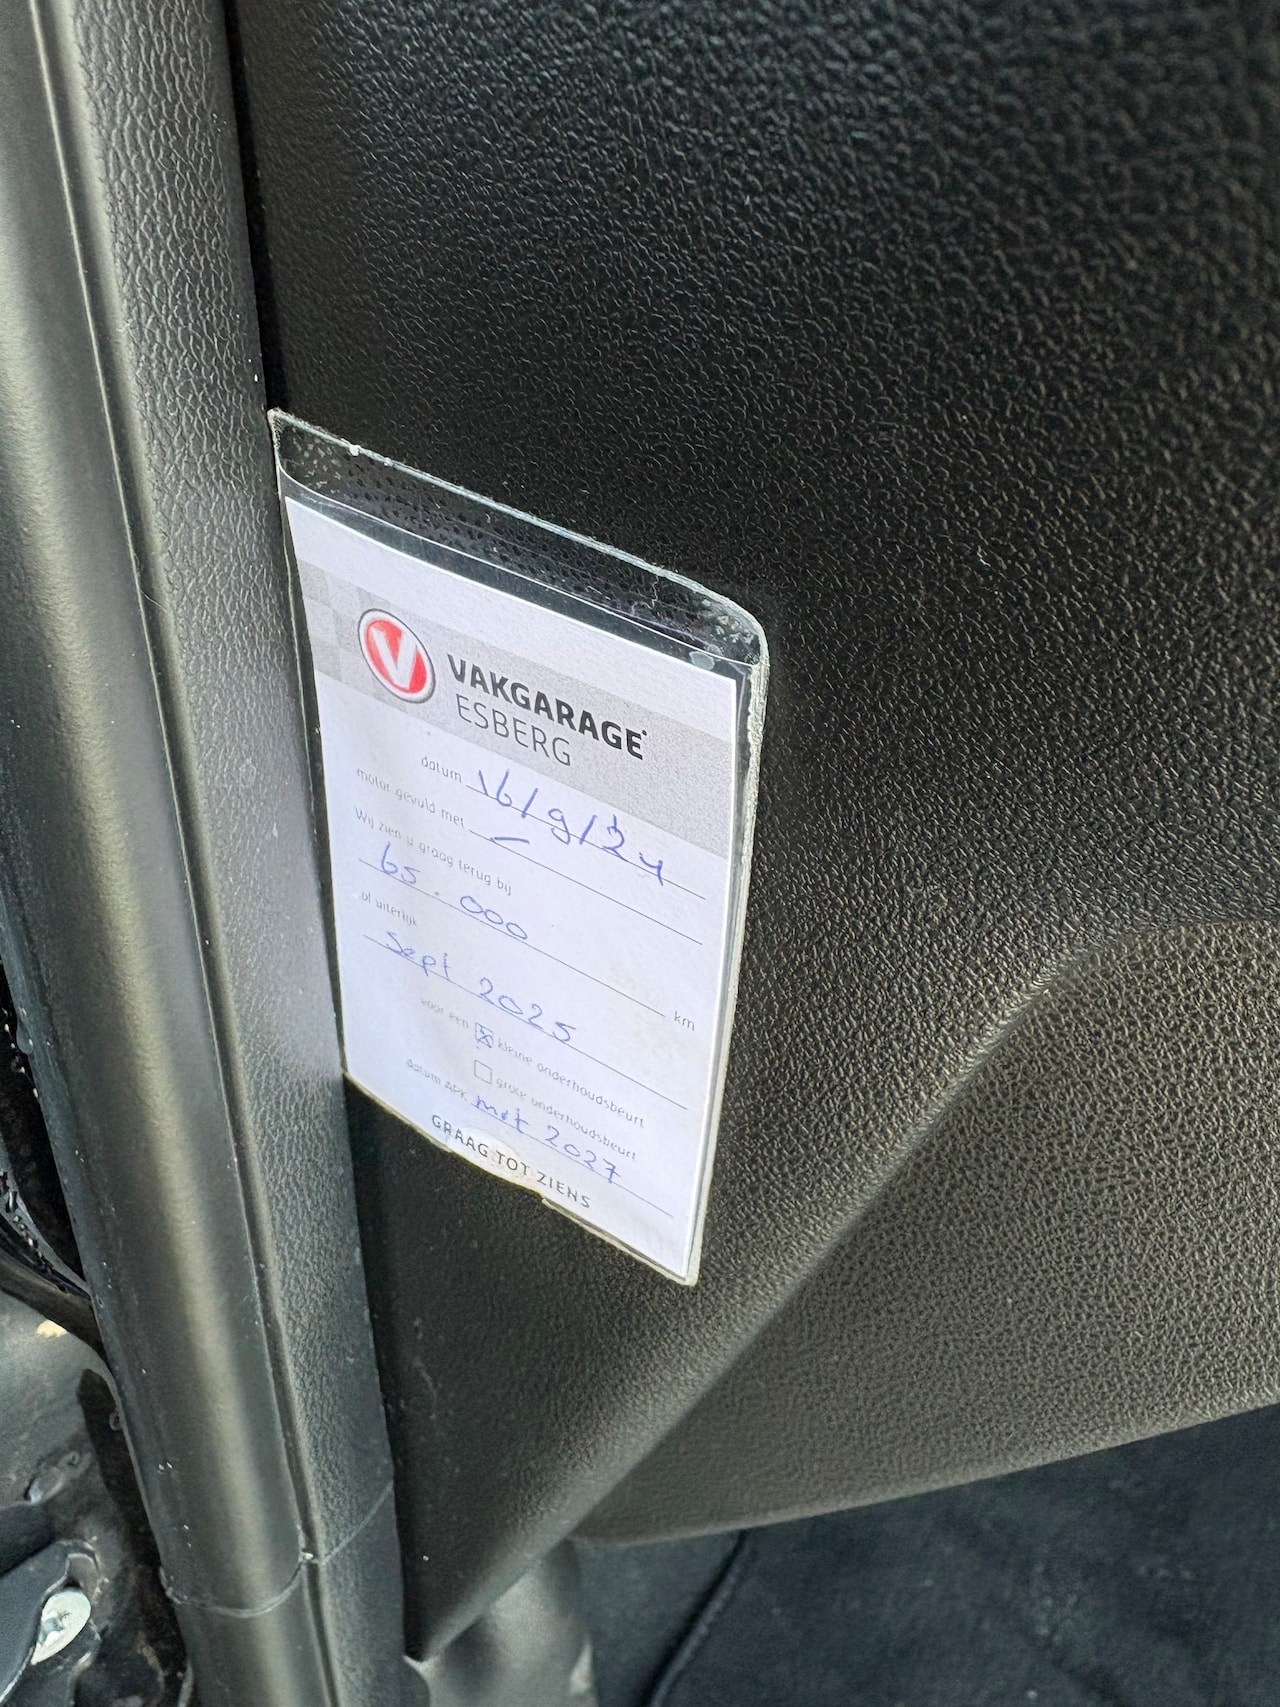 V
VAKGARAGE
ESBERG
datum 16/9/24
motor gevuld met —
Wij zien u graag terug bij
65.000 km
of uiterlijk
Sept 2025
voor een ☒ kleine onderhoudsbeurt
☐ grote onderhoudsbeurt
datum APK mrt 2027
GRAAG TOT ZIENS